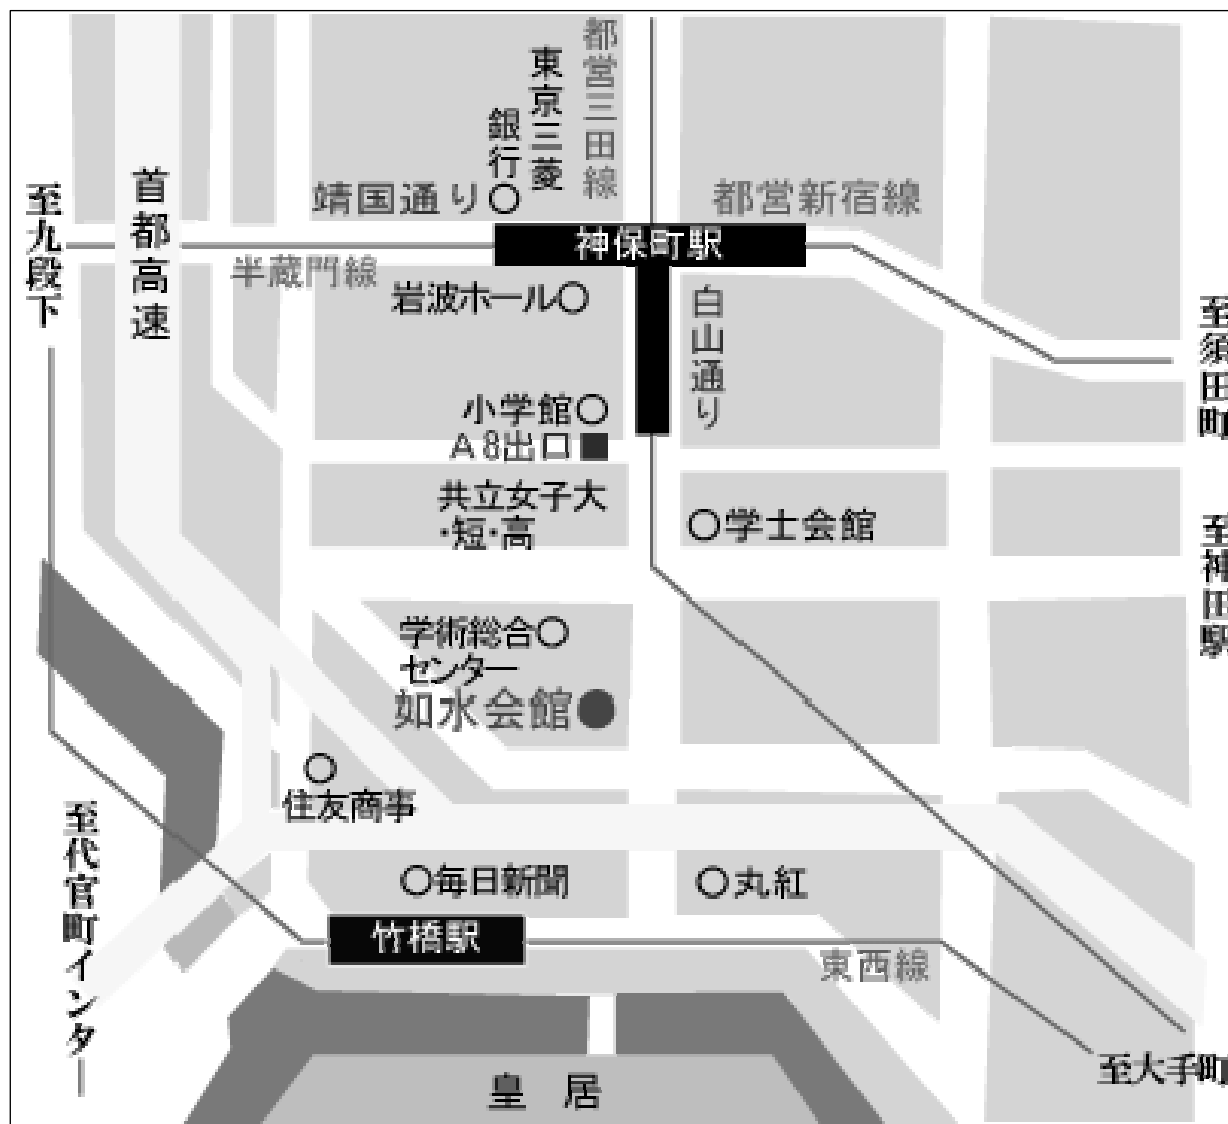 都営三田線
東京三菱
銀行
首都高速
至九段下
靖国通り
都営新宿線
神保町駅
半蔵門線
岩波ホール
白山通り
至須田町
小学館
A8出口
共立女子大
・短・高
学士会館
至神田駅
学術総合
センター
如水会館
住友商事
至代官町インター
毎日新聞
丸紅
竹橋駅
東西線
至大手町
皇居